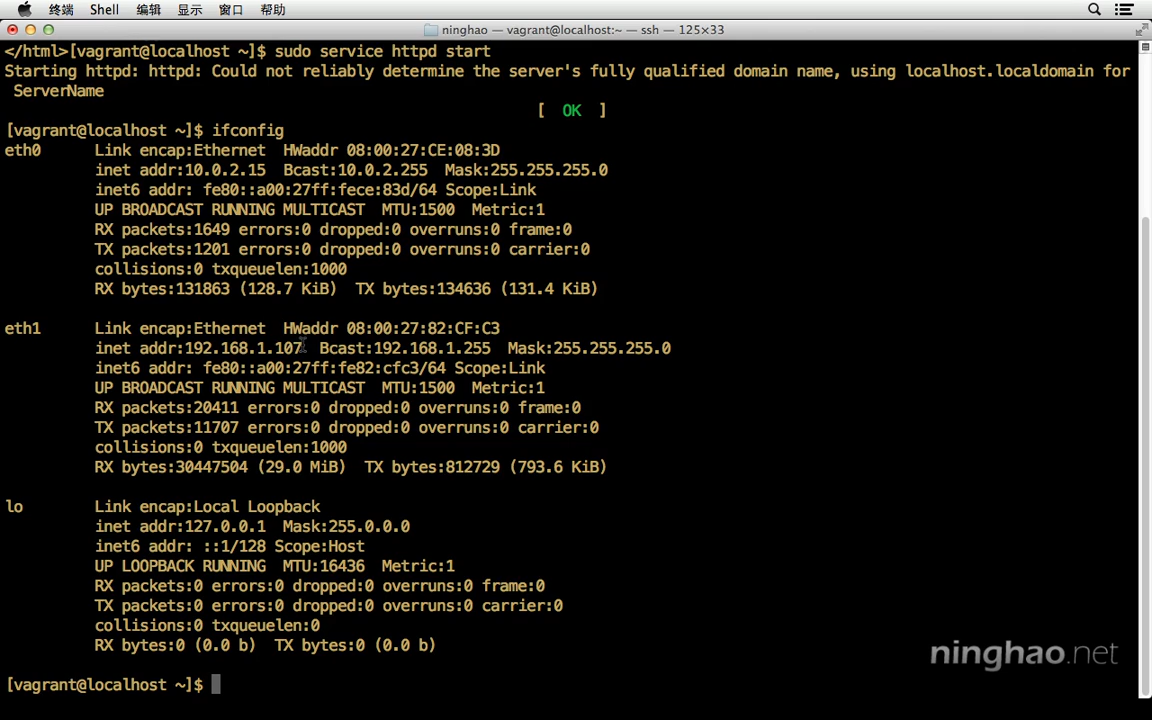 Shell 编辑 显示 窗口 帮助
终端
ninghao — vagrant@localhost:~ — ssh — 125×33
</html>[vagrant@localhost ~]$ sudo service httpd start
Starting httpd: httpd: Could not reliably determine the server's fully qualified domain name, using localhost.localdomain for
ServerName
[ OK ]
[vagrant@localhost ~]$ ifconfig
eth0 Link encap:Ethernet HWaddr 08:00:27:CE:08:3D
inet addr:10.0.2.15 Bcast:10.0.2.255 Mask:255.255.255.0
inet6 addr: fe80::a00:27ff:fece:83d/64 Scope:Link
UP BROADCAST RUNNING MULTICAST MTU:1500 Metric:1
RX packets:1649 errors:0 dropped:0 overruns:0 frame:0
TX packets:1201 errors:0 dropped:0 overruns:0 carrier:0
collisions:0 txqueuelen:1000
RX bytes:131863 (128.7 KiB) TX bytes:134636 (131.4 KiB)
eth1 Link encap:Ethernet HWaddr 08:00:27:82:CF:C3
inet addr:192.168.1.107 Bcast:192.168.1.255 Mask:255.255.255.0
inet6 addr: fe80::a00:27ff:fe82:cfc3/64 Scope:Link
UP BROADCAST RUNNING MULTICAST MTU:1500 Metric:1
RX packets:20411 errors:0 dropped:0 overruns:0 frame:0
TX packets:11707 errors:0 dropped:0 overruns:0 carrier:0
collisions:0 txqueuelen:1000
RX bytes:30447504 (29.0 MiB) TX bytes:812729 (793.6 KiB)
lo Link encap:Local Loopback
inet addr:127.0.0.1 Mask:255.0.0.0
inet6 addr: ::1/128 Scope:Host
UP LOOPBACK RUNNING MTU:16436 Metric:1
RX packets:0 errors:0 dropped:0 overruns:0 frame:0
TX packets:0 errors:0 dropped:0 overruns:0 carrier:0
collisions:0 txqueuelen:0
RX bytes:0 (0.0 b) TX bytes:0 (0.0 b)
ninghao.net
[vagrant@localhost ~]$